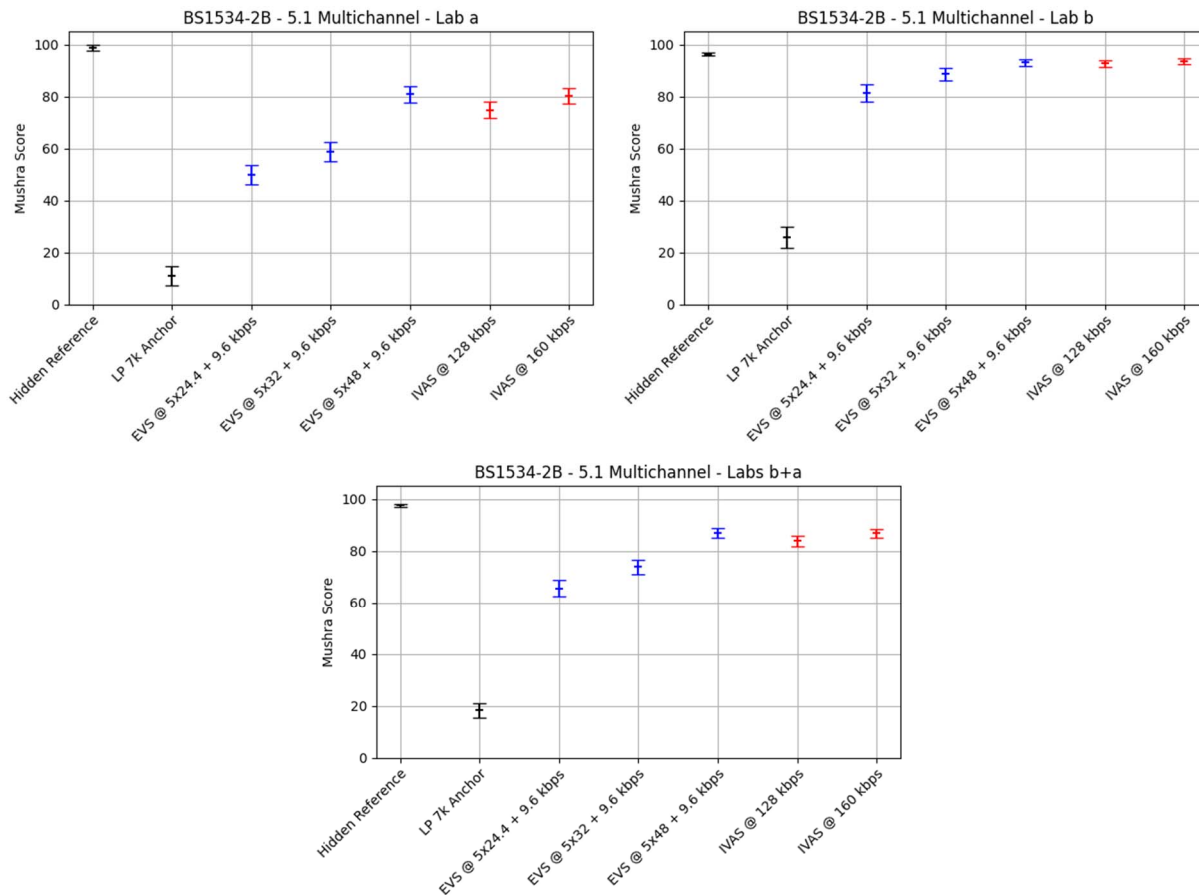 BS1534-2B - 5.1 Multichannel - Lab a
Mushra Score
100
80
60
40
20
0
Hidden Reference
LP 7k Anchor
EVS @ 5x24.4 + 9.6 kbps
EVS @ 5x32 + 9.6 kbps
EVS @ 5x48 + 9.6 kbps
IVAS @ 128 kbps
IVAS @ 160 kbps
BS1534-2B - 5.1 Multichannel - Lab b
Mushra Score
100
80
60
40
20
0
Hidden Reference
LP 7k Anchor
EVS @ 5x24.4 + 9.6 kbps
EVS @ 5x32 + 9.6 kbps
EVS @ 5x48 + 9.6 kbps
IVAS @ 128 kbps
IVAS @ 160 kbps
BS1534-2B - 5.1 Multichannel - Labs b+a
Mushra Score
100
80
60
40
20
0
Hidden Reference
LP 7k Anchor
EVS @ 5x24.4 + 9.6 kbps
EVS @ 5x32 + 9.6 kbps
EVS @ 5x48 + 9.6 kbps
IVAS @ 128 kbps
IVAS @ 160 kbps